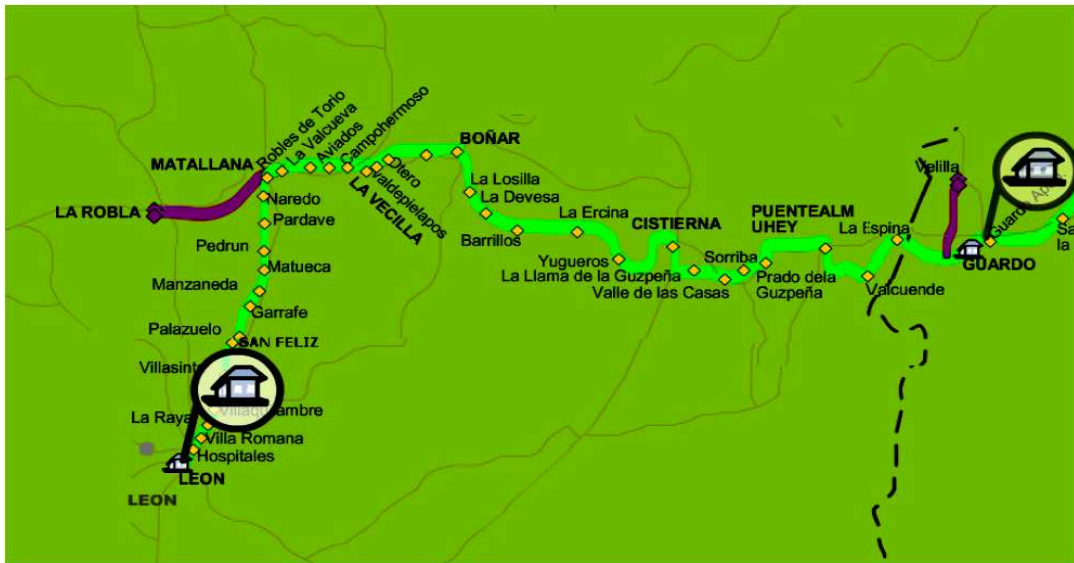 Robles de Torio
La Valcueva
Aviados
Campohermoso
MATALLANA
LA VECILLA
Valdepielagos
Otero
BOÑAR
LA ROBLA
Naredo
Pardave
Pedrun
Matueca
Manzaneda
Garrafe
Palazuelo
SAN FELIZ
La Raya
Villa Romana
Hospitales
LEON
LEON
La Losilla
La Devesa
Barrillos
La Ercina
Yugueros
La Llama de la Guzpeña
CISTIERNA
Valle de las Casas
Sorriba
PUENTEALM
UHEY
Prado dela
Guzpeña
La Espina
Valcuende
Velilla
GUARDO
Guardo
la